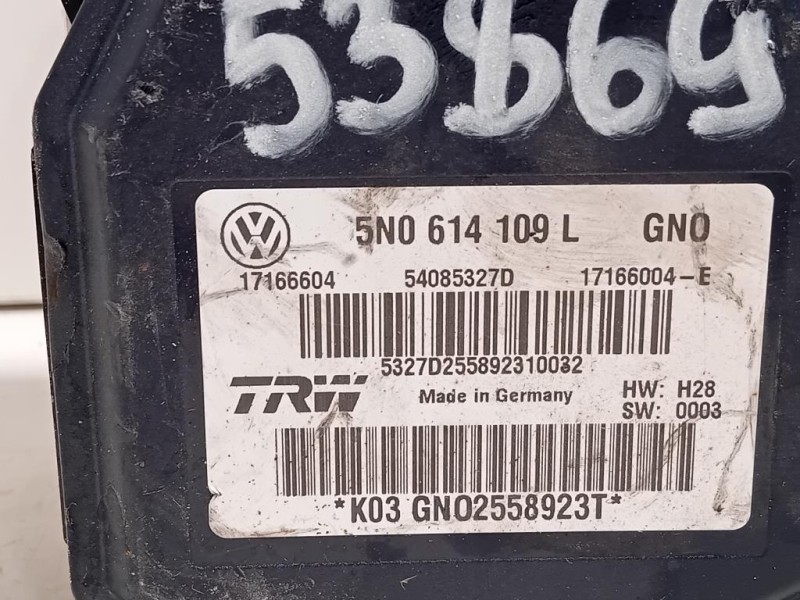 53869
5N0 614 109 L GNO
17166604 54085327D 17166004-E
5327D255892310032
TRW Made in Germany HW: H28
SW: 0003
*K03 GNO2558923T*